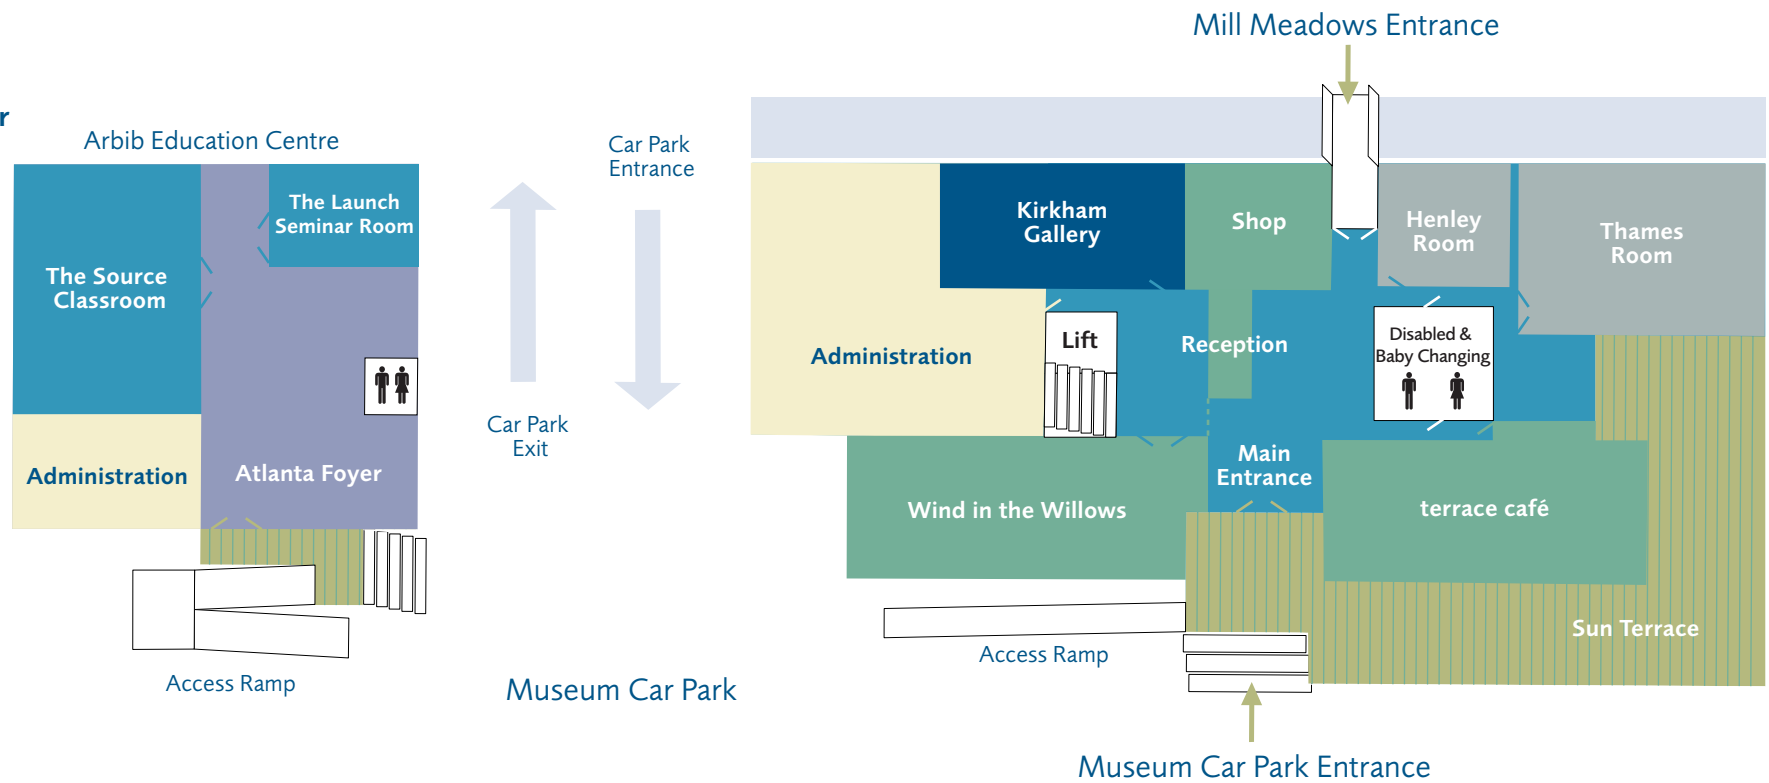 Mill Meadows Entrance
r
Arbib Education Centre
Car Park
Entrance
The Launch
Seminar Room
Kirkham
Gallery
Shop
Henley
Room
Thames
Room
The Source
Classroom
Lift
Reception
Disabled &
Baby Changing
Administration
Car Park
Exit
Administration
Atlanta Foyer
Main
Entrance
Wind in the Willows
terrace café
Sun Terrace
Access Ramp
Access Ramp
Museum Car Park
Museum Car Park Entrance